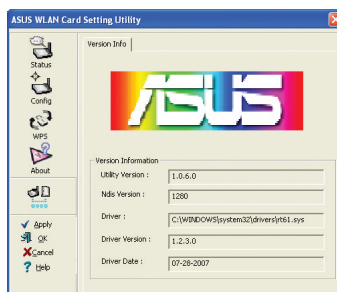 ASUS WLAN Card Setting Utility
Status
Config
WPS
About
Apply
OK
Cancel
Help
Version Info
ASUS
Version Information
Utility Version : 1.0.6.0
Ndis Version : 1280
Driver : C:\WINDOWS\system32\drivers\rt61.sys
Driver Version : 1.2.3.0
Driver Date : 07-28-2007